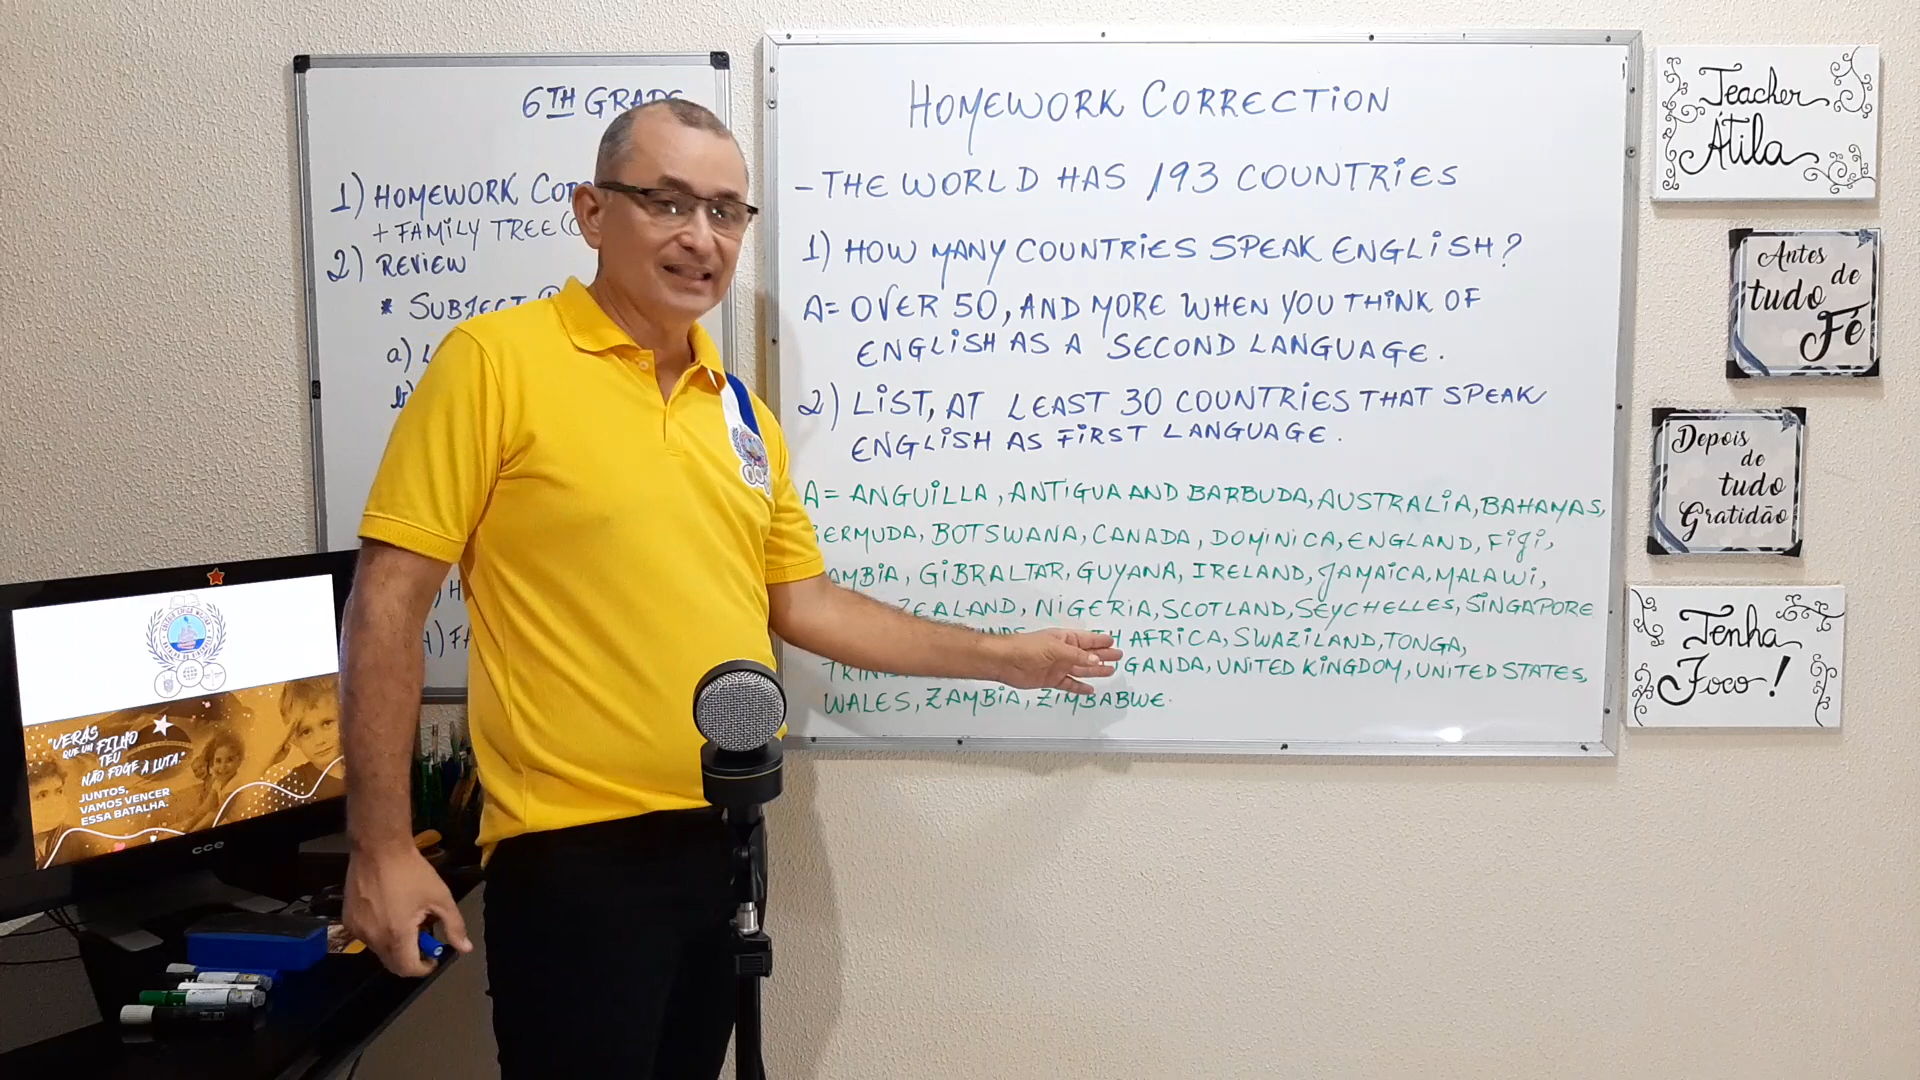 6TH GRADE
1) HOMEWORK
+ FAMILY TREE
2) REVIEW
* SUBJECT
a)
b)
HOMEWORK CORRECTION
- THE WORLD HAS 193 COUNTRIES
1) HOW MANY COUNTRIES SPEAK ENGLISH?
A= OVER 50, AND MORE WHEN YOU THINK OF
ENGLISH AS A SECOND LANGUAGE.
2) LIST, AT LEAST 30 COUNTRIES THAT SPEAK
ENGLISH AS FIRST LANGUAGE.
A= ANGUILLA, ANTIGUA AND BARBUDA, AUSTRALIA, BAHAMAS,
BERMUDA, BOTSWANA, CANADA, DOMINICA, ENGLAND, FIJI,
AMBIA, GIBRALTAR, GUYANA, IRELAND, JAMAICA, MALAWI,
ZEALAND, NIGERIA, SCOTLAND, SEYCHELLES, SINGAPORE
TH AFRICA, SWAZILAND, TONGA,
GANDA, UNITED KINGDOM, UNITED STATES,
WALES, ZAMBIA, ZIMBABWE.
Teacher
Átila
Antes
de
tudo
Fé
Depois
de
tudo
Gratidão
Tenha
Foco!
"VERÁS
QUE UM FILHO
TEU
NÃO FOGE À LUTA."
JUNTOS,
VAMOS VENCER
ESSA BATALHA.
cce